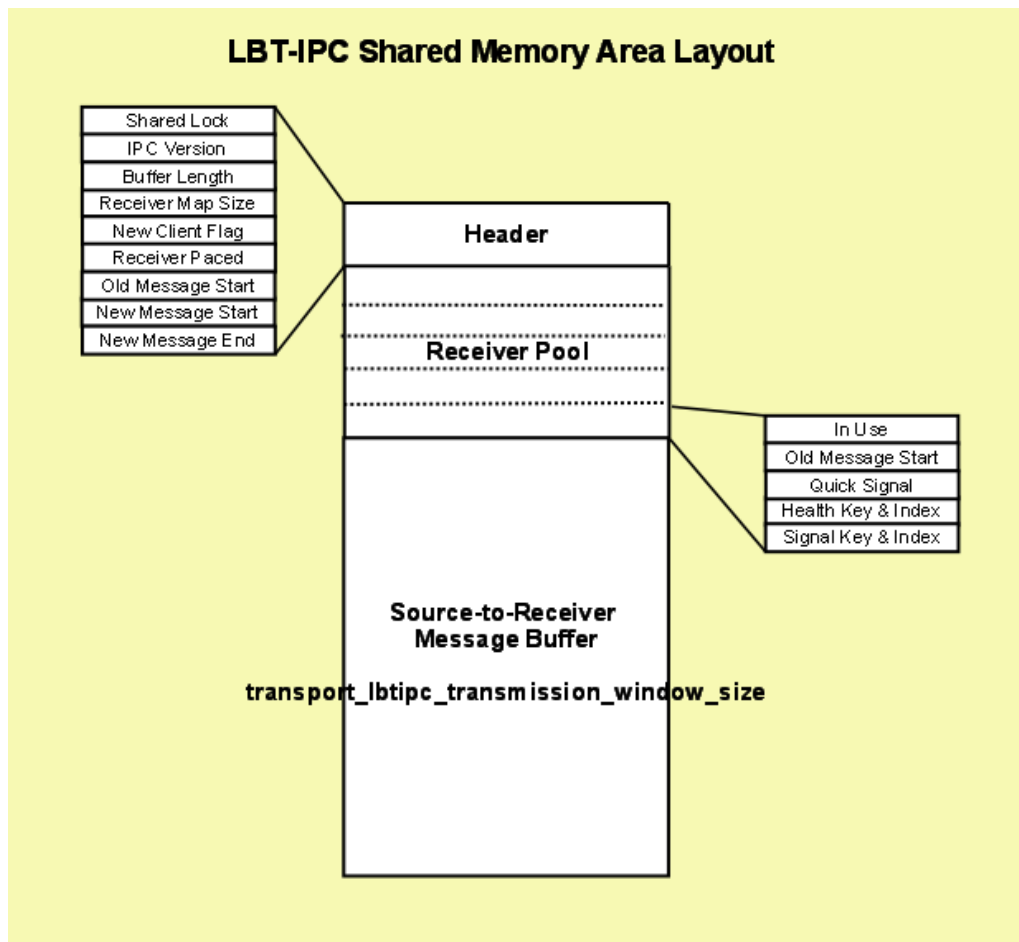 LBT-IPC Shared Memory Area Layout
Shared Lock
IPC Version
Buffer Length
Receiver Map Size
New Client Flag
Receiver Paced
Old Message Start
New Message Start
New Message End
Header
Receiver Pool
In Use
Old Message Start
Quick Signal
Health Key & Index
Signal Key & Index
Source-to-Receiver
Message Buffer
transport_lbtipc_transmission_window_size